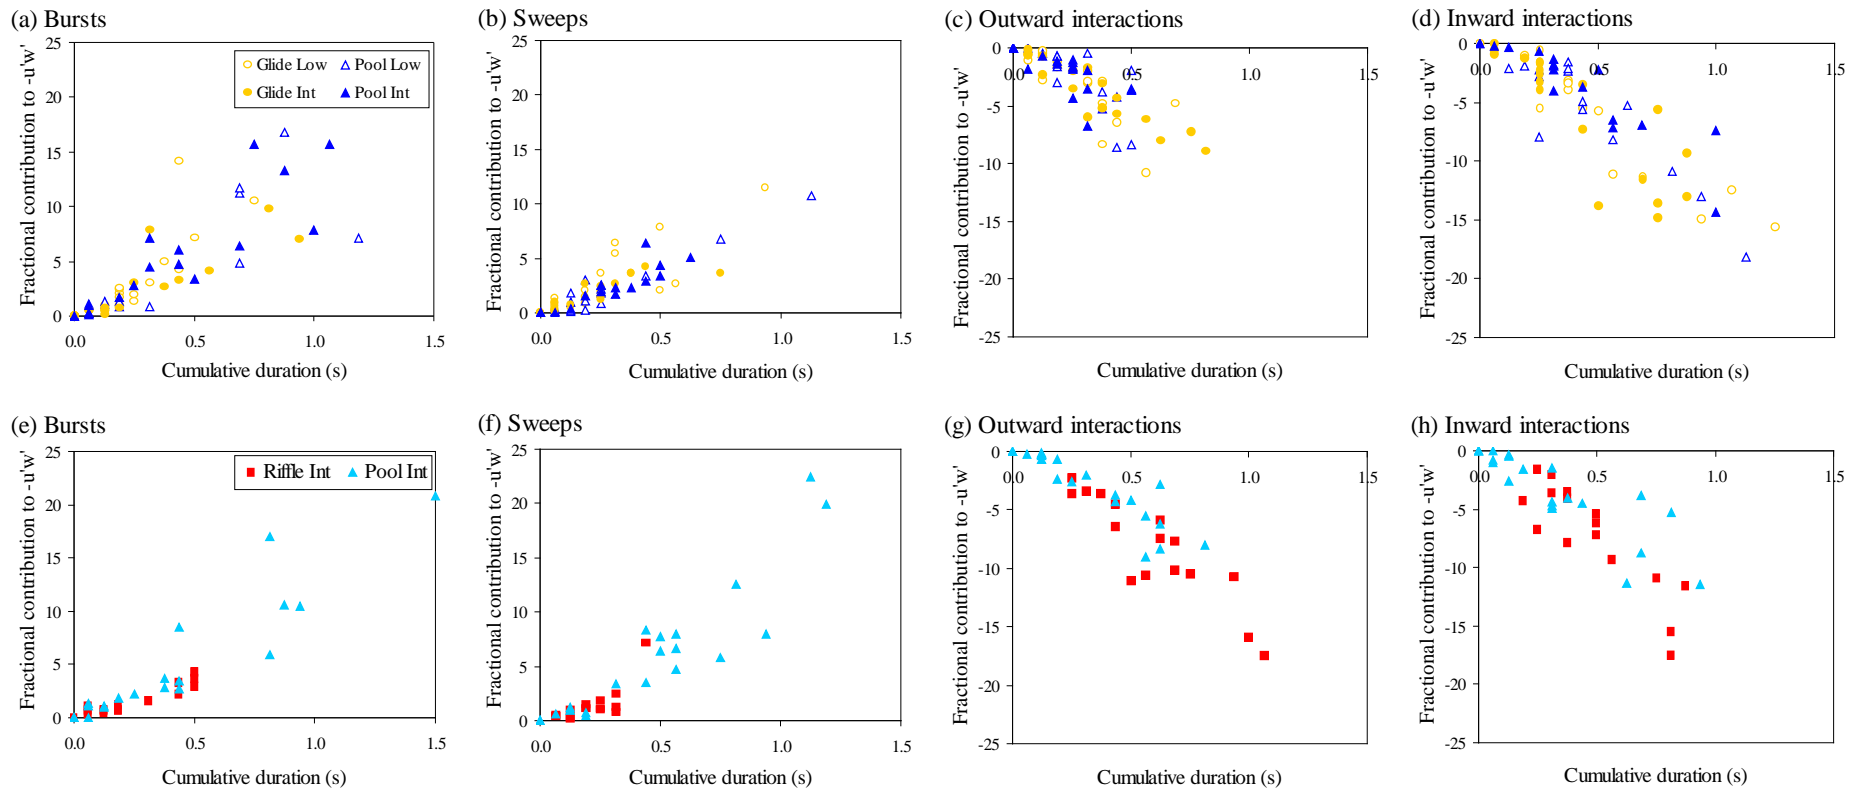 (a) Bursts
(b) Sweeps
(c) Outward interactions
(d) Inward interactions
Fractional contribution to -u'w'
25
20
15
10
5
0
0.0
0.5
1.0
1.5
Cumulative duration (s)
Glide Low
Pool Low
Glide Int
Pool Int
Fractional contribution to -u'w'
25
20
15
10
5
0
0.0
0.5
1.0
1.5
Cumulative duration (s)
Fractional contribution to -u'w'
0
-5
-10
-15
-20
-25
0.0
0.5
1.0
1.5
Cumulative duration (s)
Fractional contribution to -u'w'
0
-5
-10
-15
-20
-25
0.0
0.5
1.0
1.5
Cumulative duration (s)
(e) Bursts
(f) Sweeps
(g) Outward interactions
(h) Inward interactions
Fractional contribution to -u'w'
25
20
15
10
5
0
0.0
0.5
1.0
1.5
Cumulative duration (s)
Riffle Int
Pool Int
Fractional contribution to -u'w'
25
20
15
10
5
0
0.0
0.5
1.0
1.5
Cumulative duration (s)
Fractional contribution to -u'w'
0
-5
-10
-15
-20
-25
0.0
0.5
1.0
1.5
Cumulative duration (s)
Fractional contribution to -u'w'
0
-5
-10
-15
-20
-25
0.0
0.5
1.0
1.5
Cumulative duration (s)